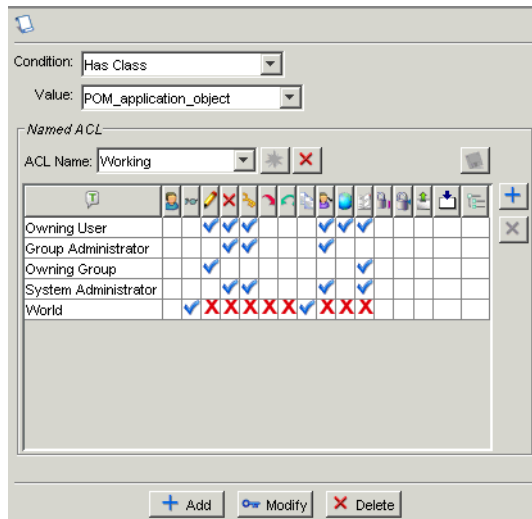 Condition: Has Class
Value: POM_application_object
Named ACL
ACL Name: Working
Owning User
Group Administrator
Owning Group
System Administrator
World
Add Modify Delete